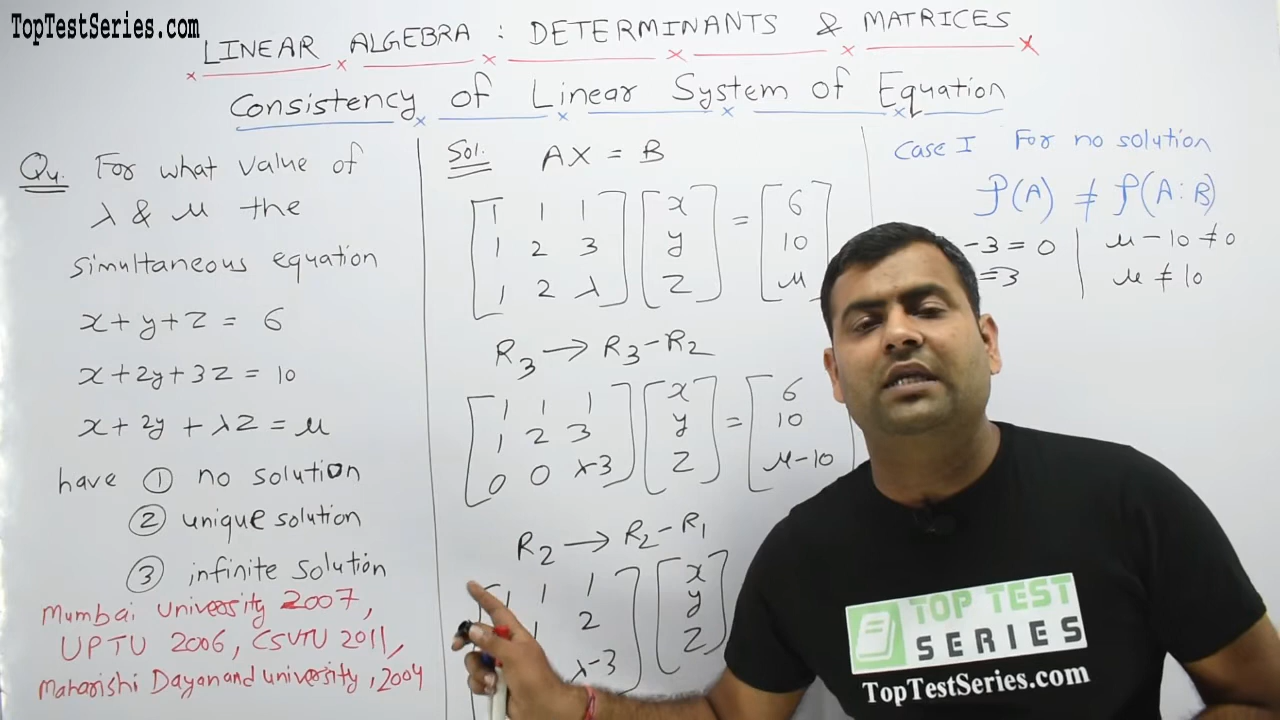 TopTestSeries.com
LINEAR ALGEBRA : DETERMINANTS & MATRICES
Consistency of Linear System of Equation
Q4. For what value of
λ & μ the
simultaneous equation
x + y + z = 6
x + 2y + 3z = 10
x + 2y + λz = μ
have ① no solution
② unique solution
③ infinite solution
Mumbai university 2007,
UPTU 2006, CSVTU 2011,
Maharishi Dayanand university, 2004
Sol. AX = B
[1 1 1] [x] = [6]
[1 2 3] [y] [10]
[1 2 λ] [z] [μ]
R3 → R3 - R2
[1 1 1] [x] = [6]
[1 2 3] [y] [10]
[0 0 λ-3] [z] [μ-10]
R2 → R2 - R1
1 1 1] [x]
1 2 [y]
λ-3] [z]
Case I For no solution
ρ(A) ≠ ρ(A:B)
-3 = 0 | μ - 10 ≠ 0
=3 | μ ≠ 10
TOP TEST
SERIES
TopTestSeries.com